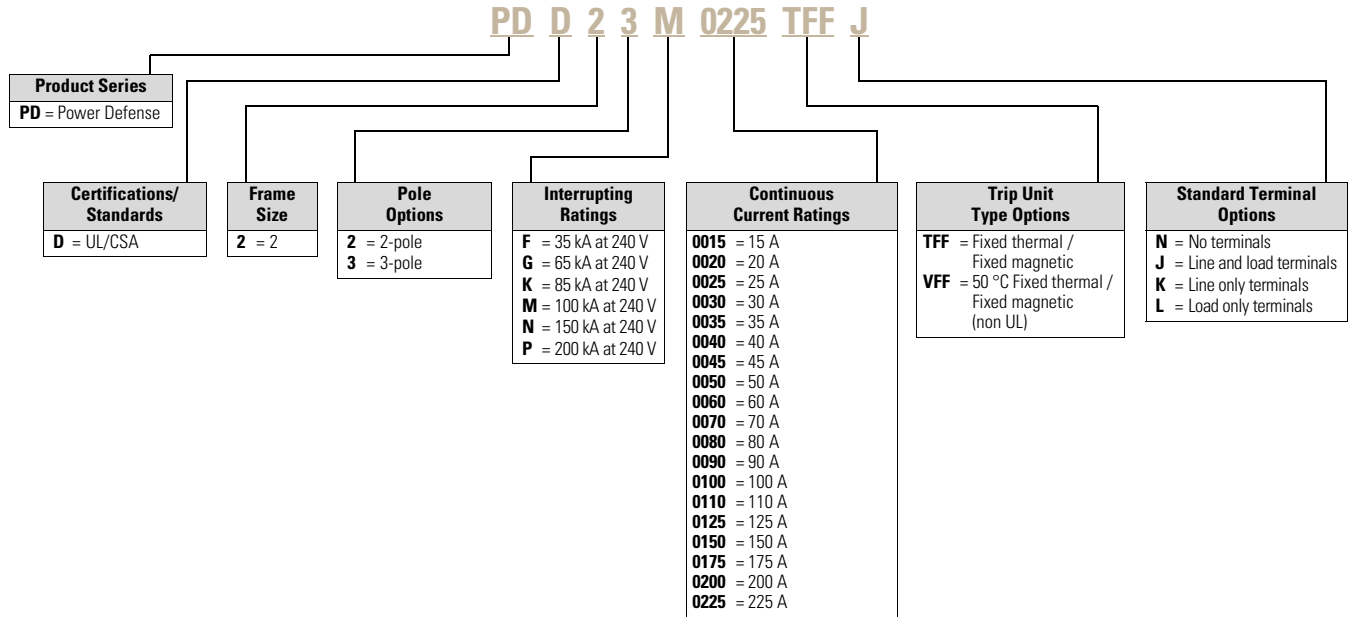 PD D 2 3 M 0225 TFF J
Product Series
PD = Power Defense
Certifications/
Standards
D = UL/CSA
Frame
Size
2 = 2
Pole
Options
2 = 2-pole
3 = 3-pole
Interrupting
Ratings
F = 35 kA at 240 V
G = 65 kA at 240 V
K = 85 kA at 240 V
M = 100 kA at 240 V
N = 150 kA at 240 V
P = 200 kA at 240 V
Continuous
Current Ratings
0015 = 15 A
0020 = 20 A
0025 = 25 A
0030 = 30 A
0035 = 35 A
0040 = 40 A
0045 = 45 A
0050 = 50 A
0060 = 60 A
0070 = 70 A
0080 = 80 A
0090 = 90 A
0100 = 100 A
0110 = 110 A
0125 = 125 A
0150 = 150 A
0175 = 175 A
0200 = 200 A
0225 = 225 A
Trip Unit
Type Options
TFF = Fixed thermal /
Fixed magnetic
VFF = 50 °C Fixed thermal /
Fixed magnetic
(non UL)
Standard Terminal
Options
N = No terminals
J = Line and load terminals
K = Line only terminals
L = Load only terminals